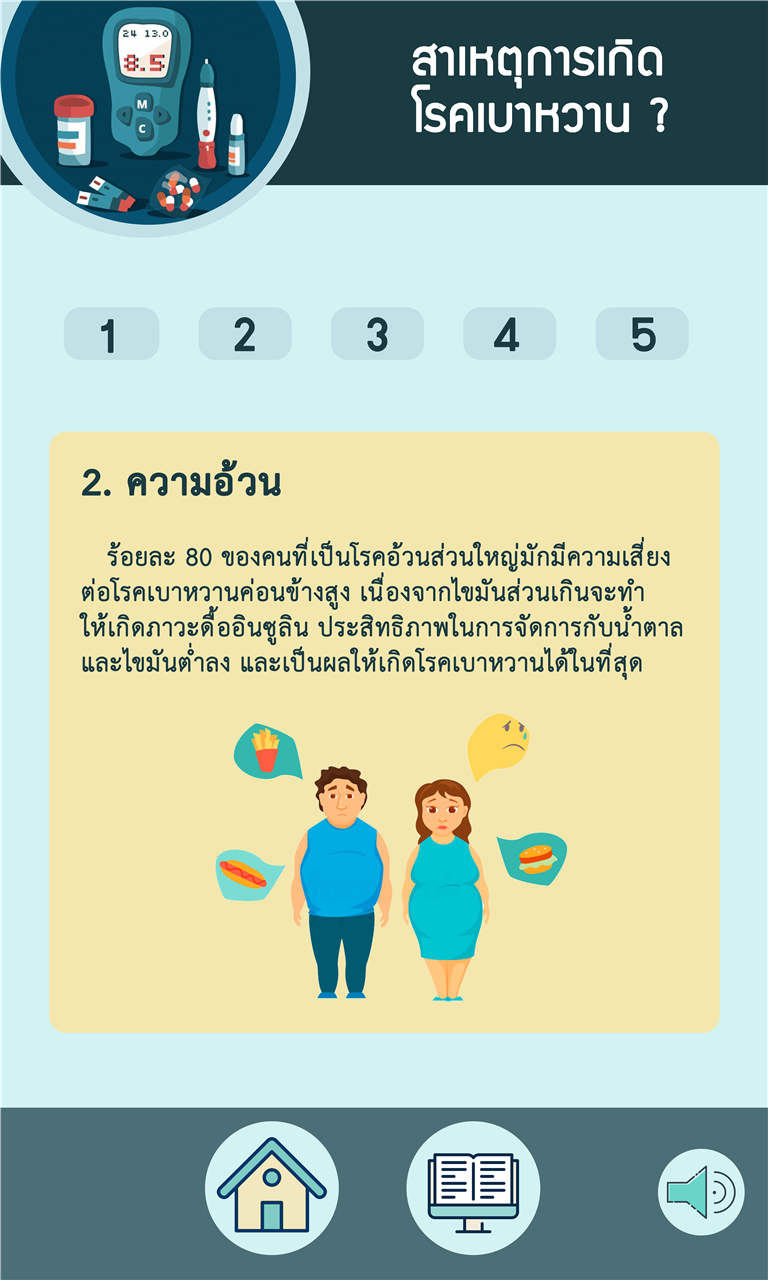 24 13.0
8.5
M
C
1
สาเหตุการเกิด
โรคเบาหวาน ?
1 2 3 4 5
2. ความอ้วน
ร้อยละ 80 ของคนที่เป็นโรคอ้วนส่วนใหญ่มักมีความเสี่ยง
ต่อโรคเบาหวานค่อนข้างสูง เนื่องจากไขมันส่วนเกินจะทำ
ให้เกิดภาวะดื้ออินซูลิน ประสิทธิภาพในการจัดการกับน้ำตาล
และไขมันต่ำลง และเป็นผลให้เกิดโรคเบาหวานได้ในที่สุด